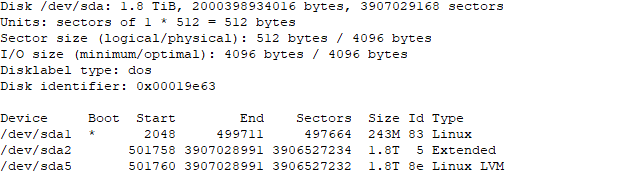 Disk /dev/sda: 1.8 TiB, 2000398934016 bytes, 3907029168 sectors
Units: sectors of 1 * 512 = 512 bytes
Sector size (logical/physical): 512 bytes / 4096 bytes
I/O size (minimum/optimal): 4096 bytes / 4096 bytes
Disklabel type: dos
Disk identifier: 0x00019e63

Device     Boot  Start        End    Sectors  Size Id Type
/dev/sda1  *      2048     499711     497664  243M 83 Linux
/dev/sda2       501758 3907028991 3906527234  1.8T  5 Extended
/dev/sda5       501760 3907028991 3906527232  1.8T 8e Linux LVM